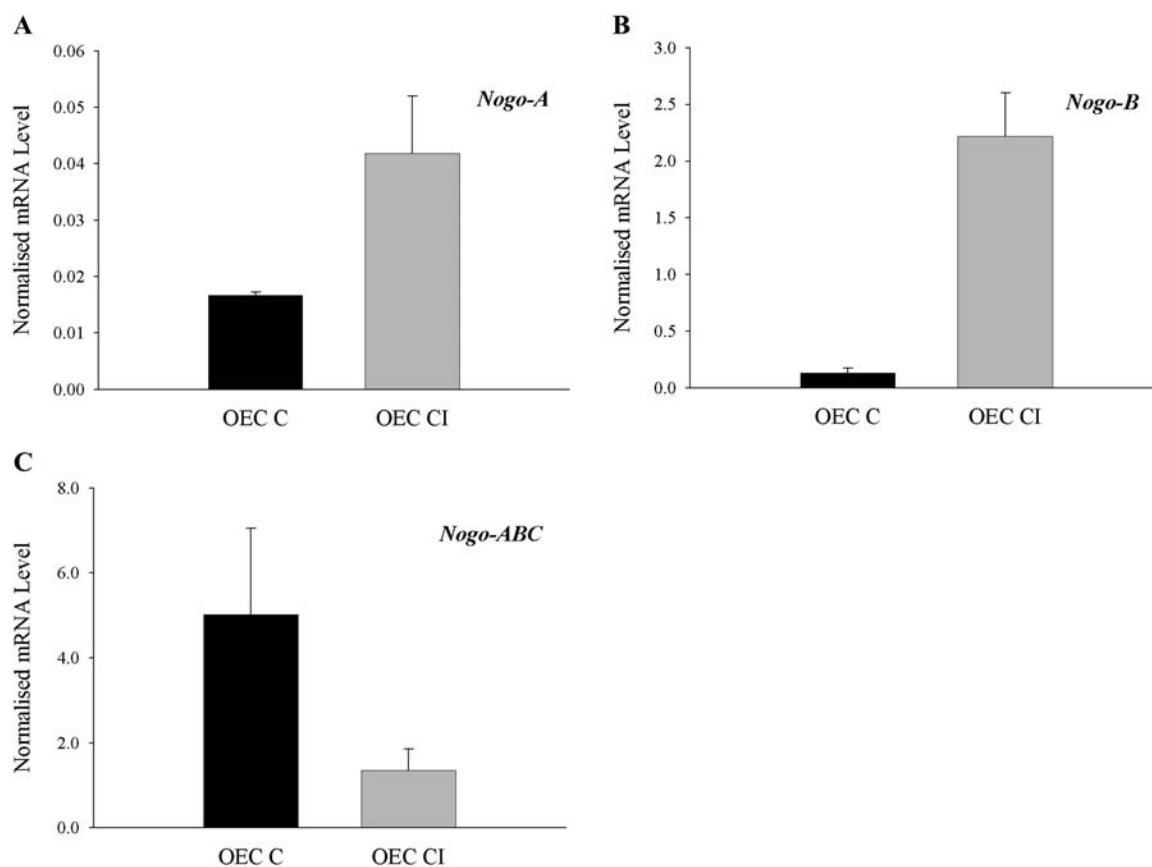 A
Normalised mRNA Level
0.06
0.05
0.04
0.03
0.02
0.01
0.00
Nogo-A
OEC C
OEC CI
B
Normalised mRNA Level
3.0
2.5
2.0
1.5
1.0
0.5
0.0
Nogo-B
OEC C
OEC CI
C
Normalised mRNA Level
8.0
6.0
4.0
2.0
0.0
Nogo-ABC
OEC C
OEC CI